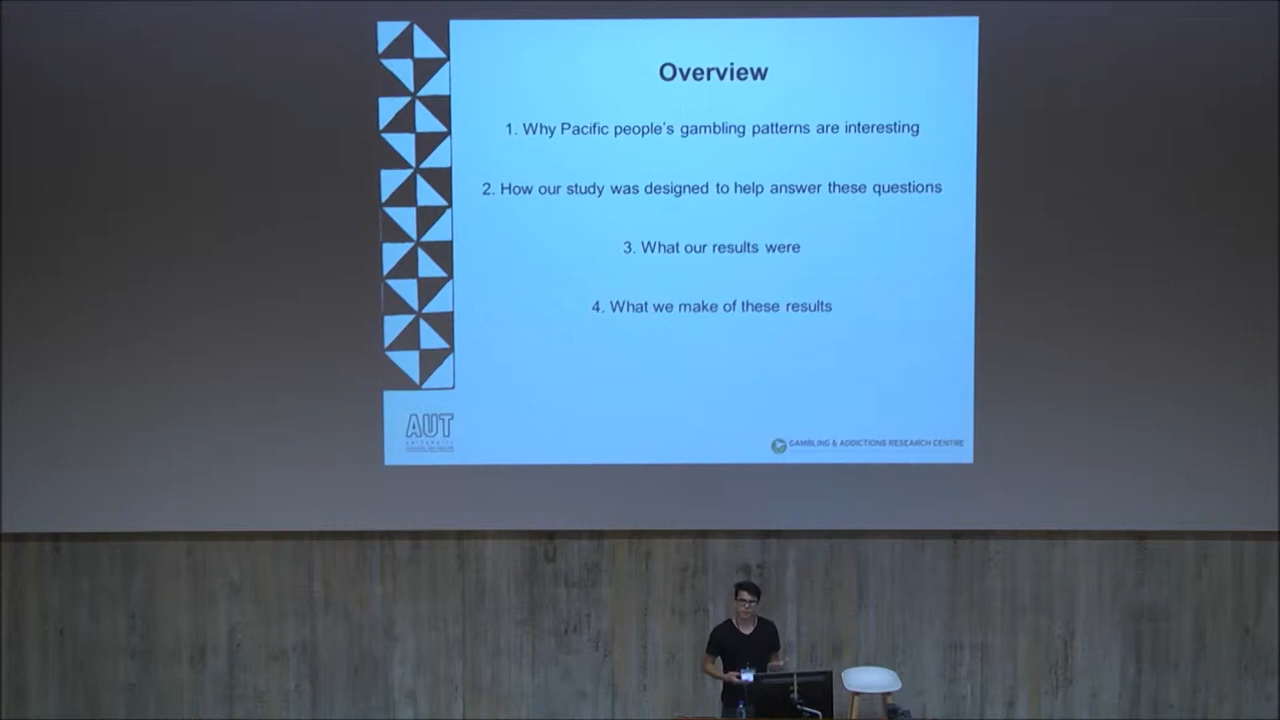 Overview
1. Why Pacific people's gambling patterns are interesting
2. How our study was designed to help answer these questions
3. What our results were
4. What we make of these results
AUT
UNIVERSITY
GAMBLING & ADDICTIONS RESEARCH CENTRE